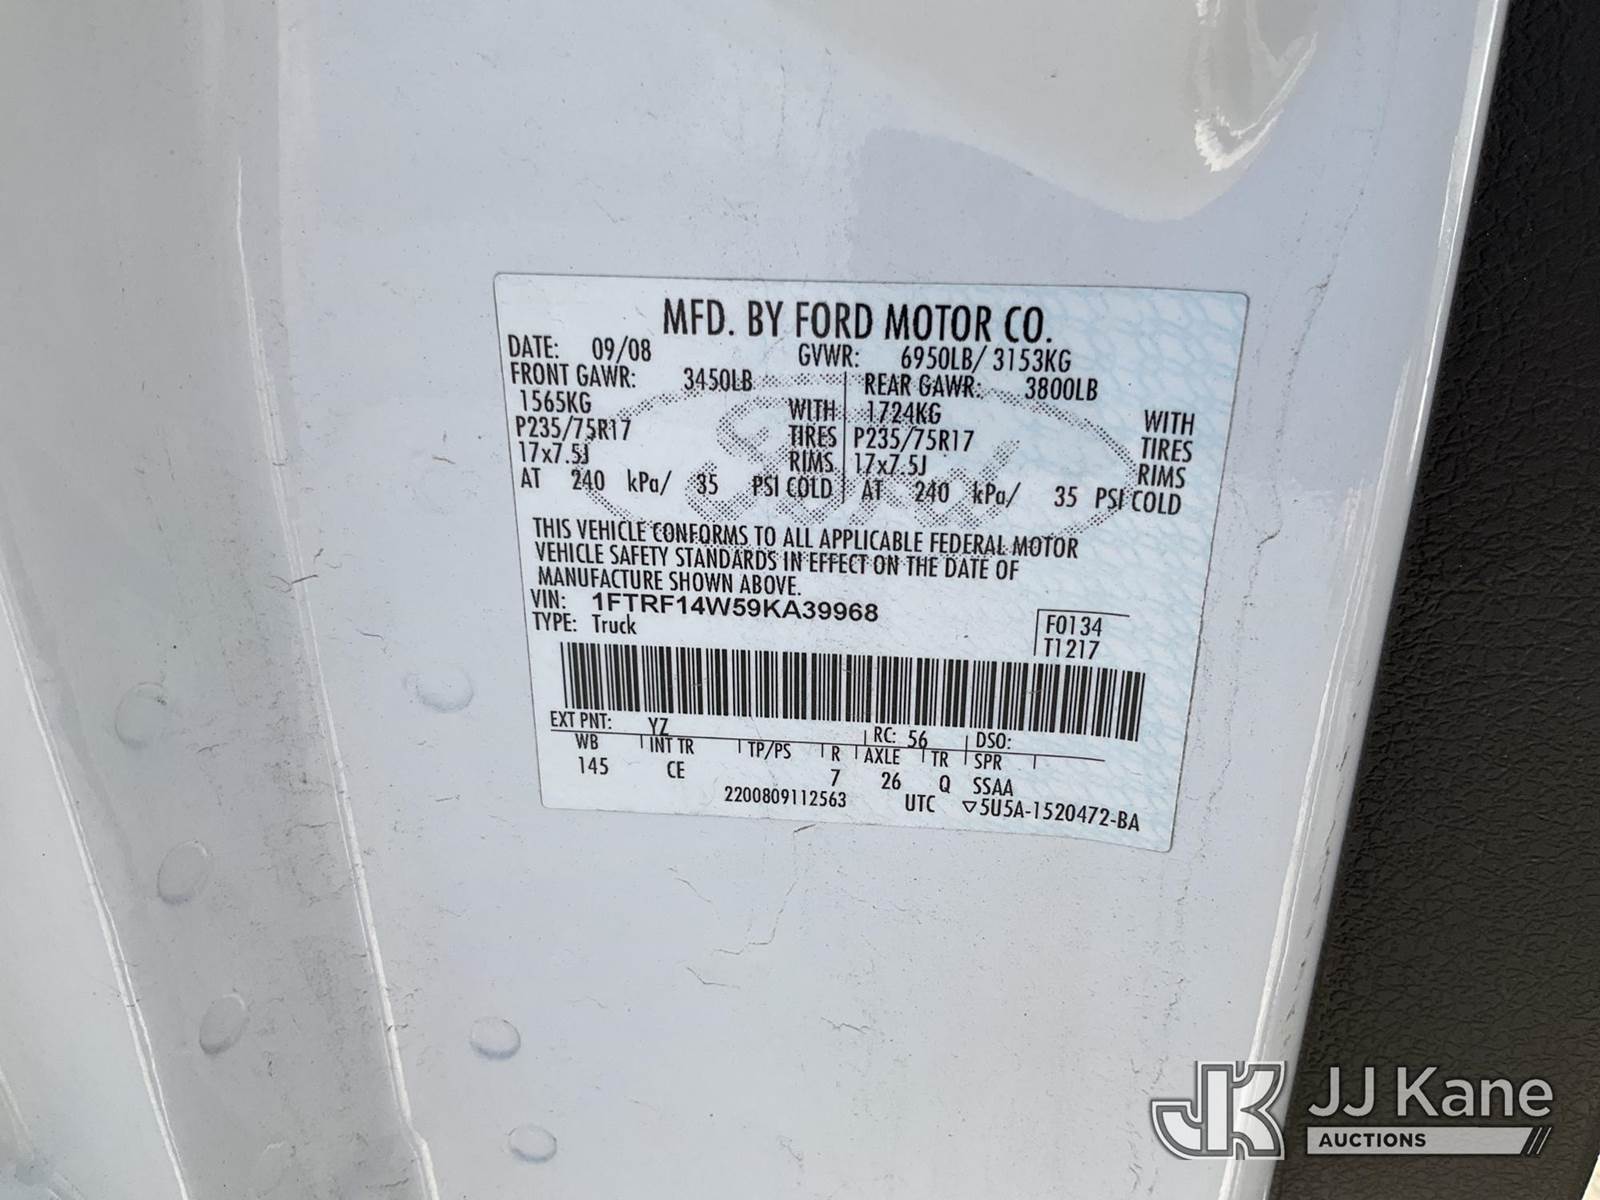 MFD. BY FORD MOTOR CO.
DATE: 09/08 GVWR: 6950LB/ 3153KG
FRONT GAWR: 3450LB REAR GAWR: 3800LB
1565KG WITH 1724KG WITH
P235/75R17 TIRES P235/75R17 TIRES
17x7.5J RIMS 17x7.5J RIMS
AT 240 kPa/ 35 PSI COLD AT 240 kPa/ 35 PSI COLD
THIS VEHICLE CONFORMS TO ALL APPLICABLE FEDERAL MOTOR
VEHICLE SAFETY STANDARDS IN EFFECT ON THE DATE OF
MANUFACTURE SHOWN ABOVE.
VIN: 1FTRF14W59KA39968 F0134
TYPE: Truck T1217
EXT PNT: YZ RC: 56 DSO:
WB INT TR TP/PS R AXLE TR SPR
145 CE 7 26 Q SSAA
2200809112563 UTC ▽5U5A-1520472-BA
Ford
JK
JJ Kane
AUCTIONS